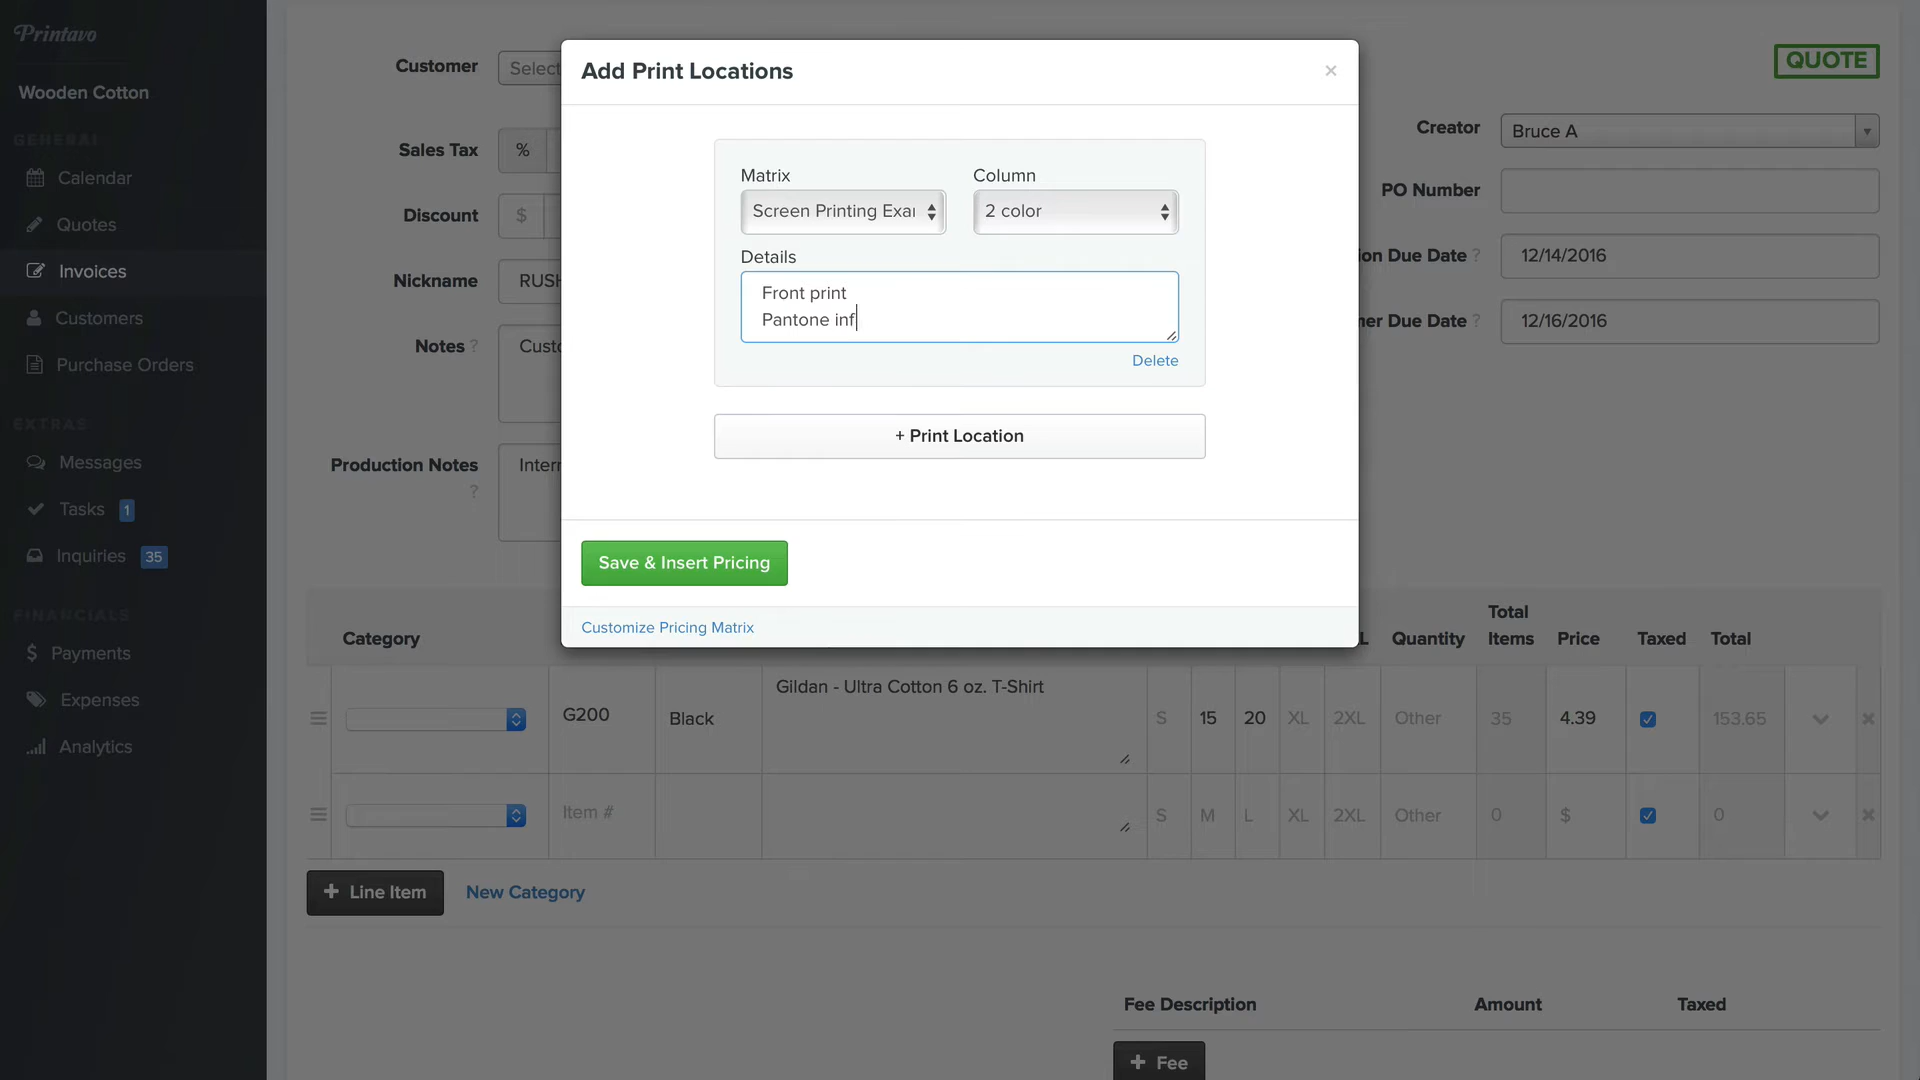 Printavo
Wooden Cotton
GENERAL
Calendar
Quotes
Invoices
Customers
Purchase Orders
EXTRAS
Messages
Tasks 1
Inquiries 35
FINANCIALS
$ Payments
Expenses
Analytics
Customer Select
Sales Tax %
Discount $
Nickname RUSH
Notes ? Custo
Production Notes Inter
?
Add Print Locations ×
Matrix Column
Screen Printing Exar 2 color
Details
Front print
Pantone inf
Delete
+ Print Location
Save & Insert Pricing
Customize Pricing Matrix
QUOTE
Creator Bruce A
PO Number
ion Due Date ? 12/14/2016
mer Due Date ? 12/16/2016
Category L Quantity Total Items Price Taxed Total
G200 Black Gildan - Ultra Cotton 6 oz. T-Shirt S 15 20 XL 2XL Other 35 4.39 153.65
Item # S M L XL 2XL Other 0 $ 0
+ Line Item New Category
Fee Description Amount Taxed
+ Fee